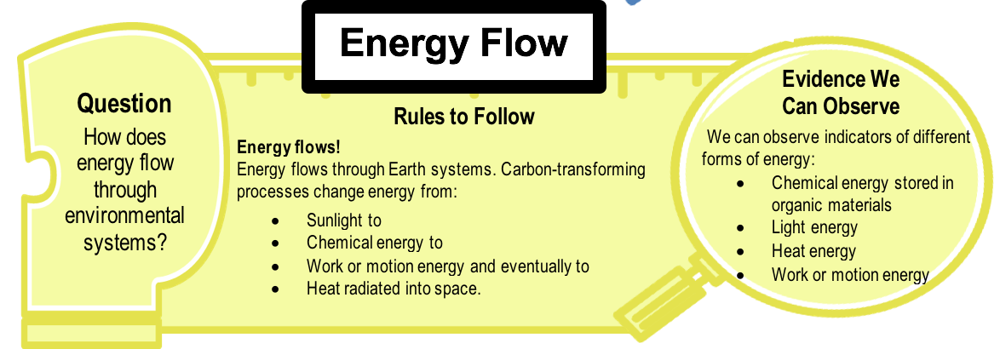 Energy Flow
Question
How does
energy flow
through
environmental
systems?
Rules to Follow
Energy flows!
Energy flows through Earth systems. Carbon-transforming
processes change energy from:
• Sunlight to
• Chemical energy to
• Work or motion energy and eventually to
• Heat radiated into space.
Evidence We
Can Observe
We can observe indicators of different
forms of energy:
• Chemical energy stored in
organic materials
• Light energy
• Heat energy
• Work or motion energy